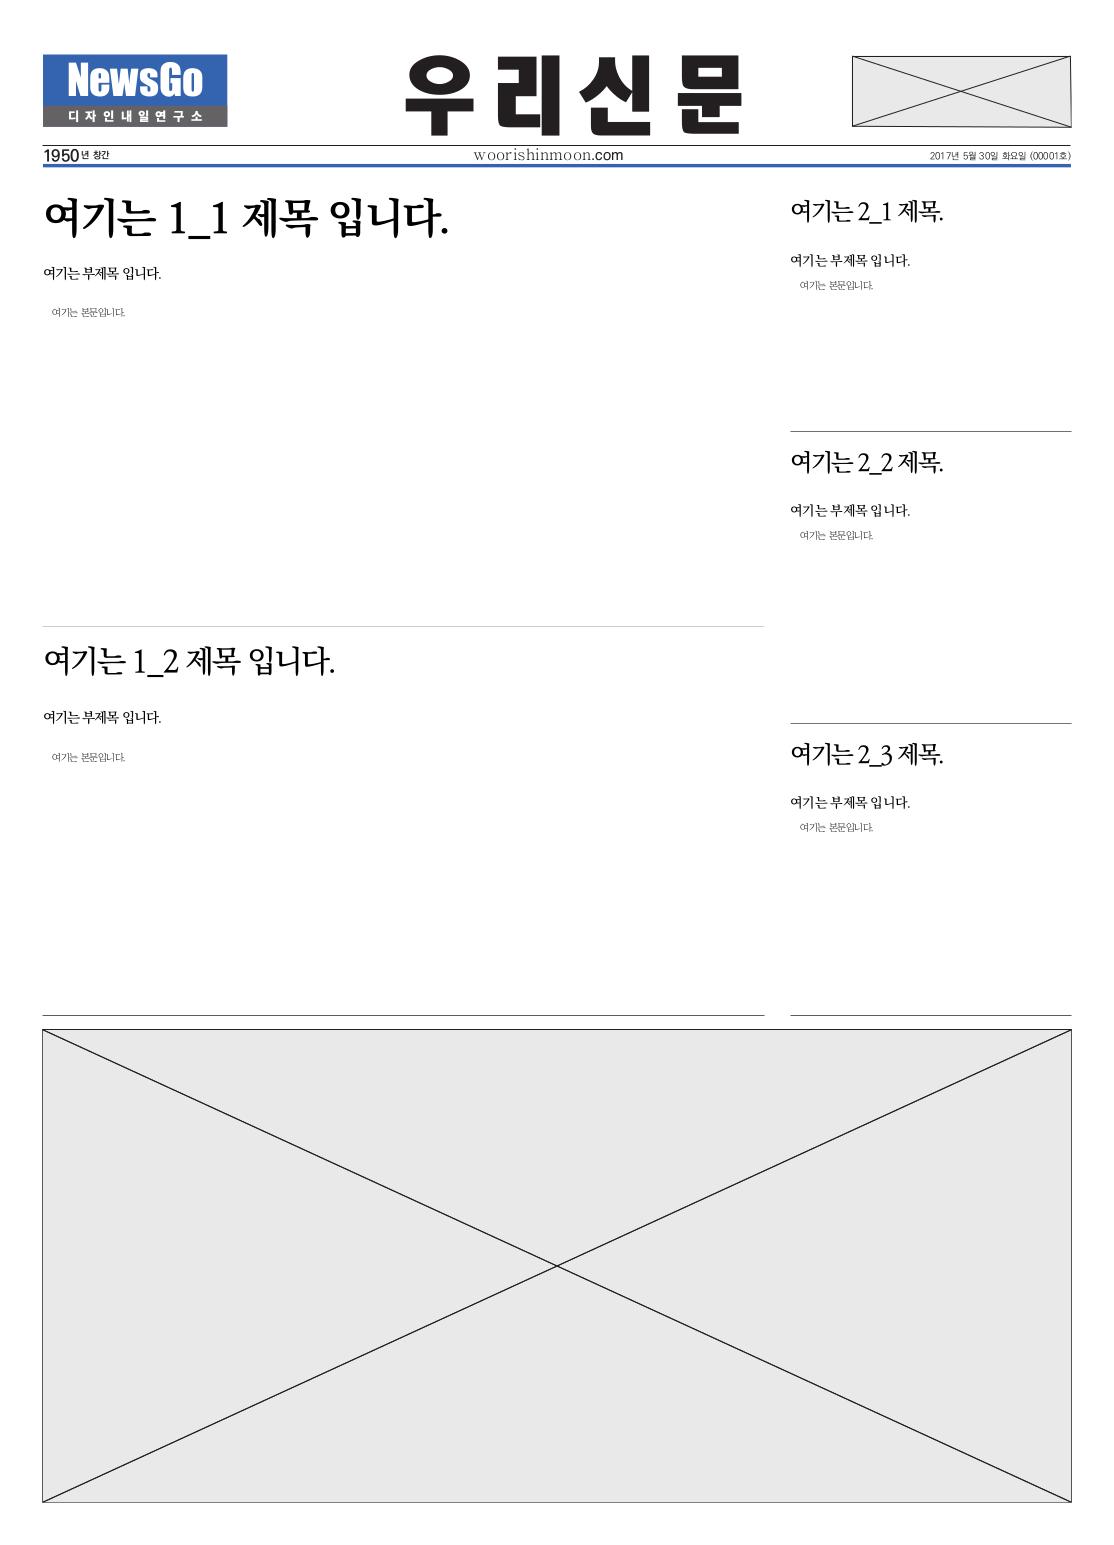 NewsGo
디자인내일연구소
우리신문
1950년 창간
woorishinmoon.com
2017년 5월 30일 화요일 (00001호)
여기는 1_1 제목 입니다.
여기는 부제목 입니다.
여기는 본문입니다.
여기는 1_2 제목 입니다.
여기는 부제목 입니다.
여기는 본문입니다.
여기는 2_1 제목.
여기는 부제목 입니다.
여기는 본문입니다.
여기는 2_2 제목.
여기는 부제목 입니다.
여기는 본문입니다.
여기는 2_3 제목.
여기는 부제목 입니다.
여기는 본문입니다.